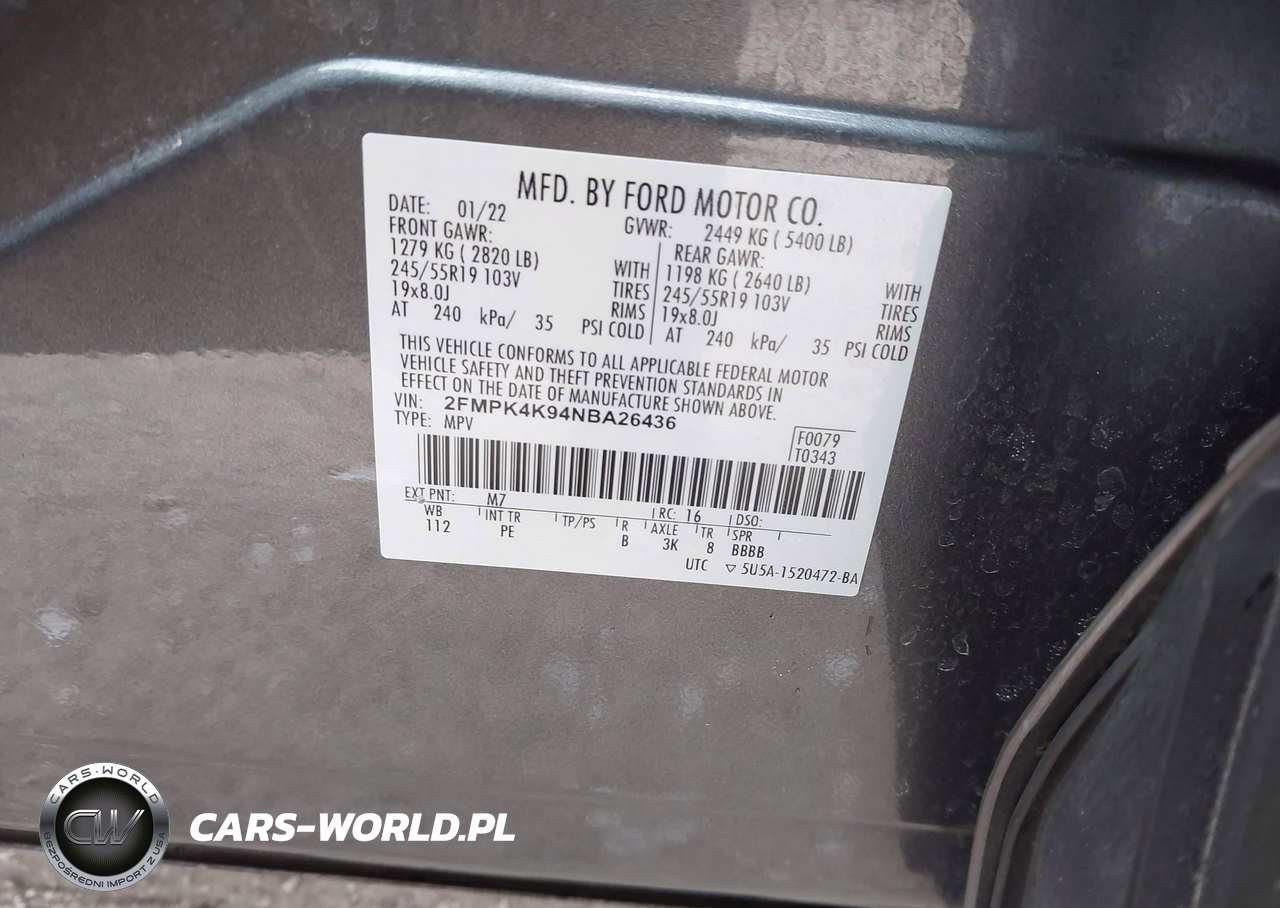 MFD. BY FORD MOTOR CO.
DATE: 01/22 GVWR: 2449 KG ( 5400 LB)
FRONT GAWR: REAR GAWR:
1279 KG ( 2820 LB) WITH 1198 KG ( 2640 LB) WITH
245/55R19 103V TIRES 245/55R19 103V TIRES
19x8.0J RIMS 19x8.0J RIMS
AT 240 kPa/ 35 PSI COLD AT 240 kPa/ 35 PSI COLD
THIS VEHICLE CONFORMS TO ALL APPLICABLE FEDERAL MOTOR
VEHICLE SAFETY AND THEFT PREVENTION STANDARDS IN
EFFECT ON THE DATE OF MANUFACTURE SHOWN ABOVE.
VIN: 2FMPK4K94NBA26436
TYPE: MPV
F0079
T0343
EXT PNT: M7 RC: 16 DSO:
WB INT TR TP/PS R AXLE TR SPR
112 PE B 3K 8 BBBB
UTC ▽ 5U5A-1520472-BA
CARS-WORLD
CW
BEZPOŚREDNI IMPORT Z USA
CARS-WORLD.PL